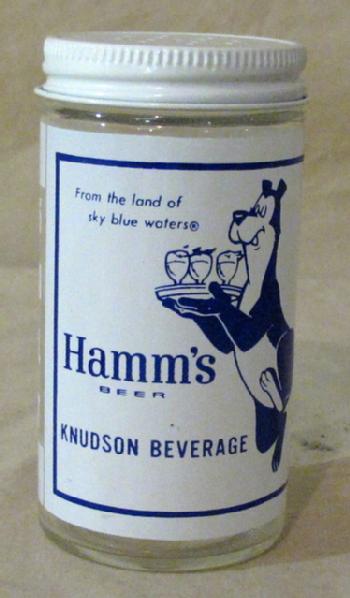 From the land of
sky blue waters®
Hamm's
BEER
KNUDSON BEVERAGE